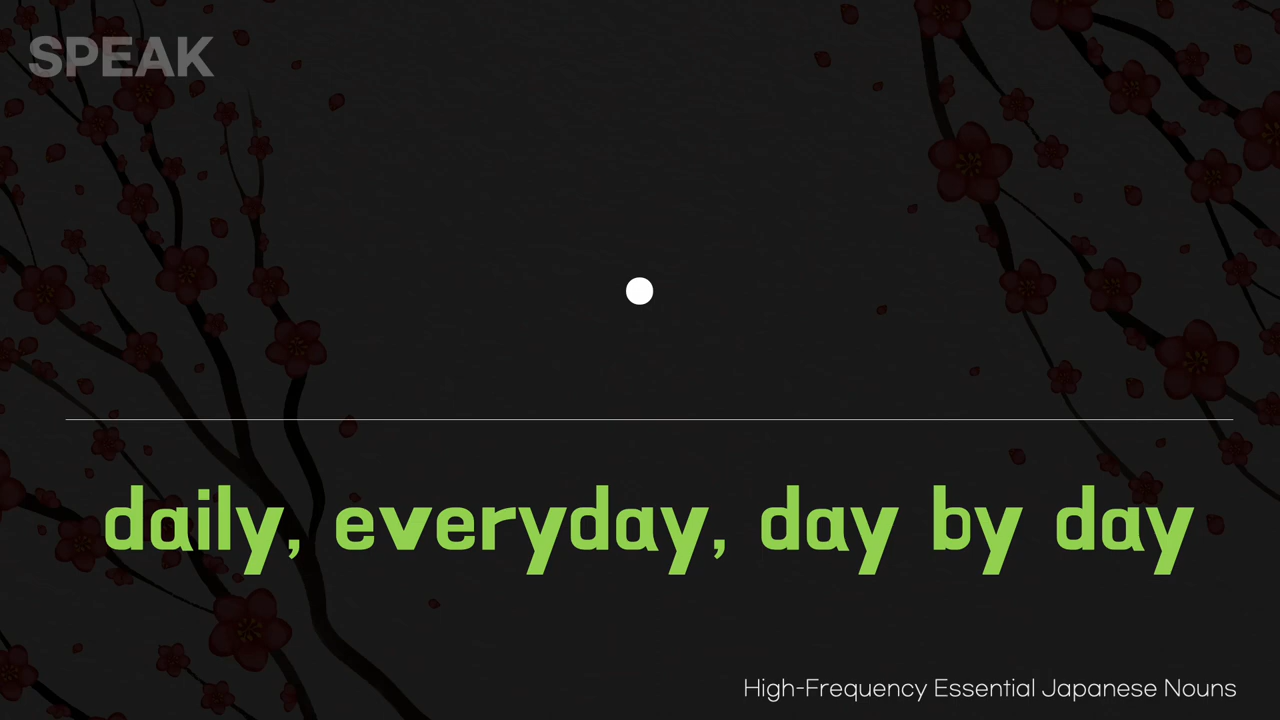 SPEAK
daily, everyday, day by day
High-Frequency Essential Japanese Nouns